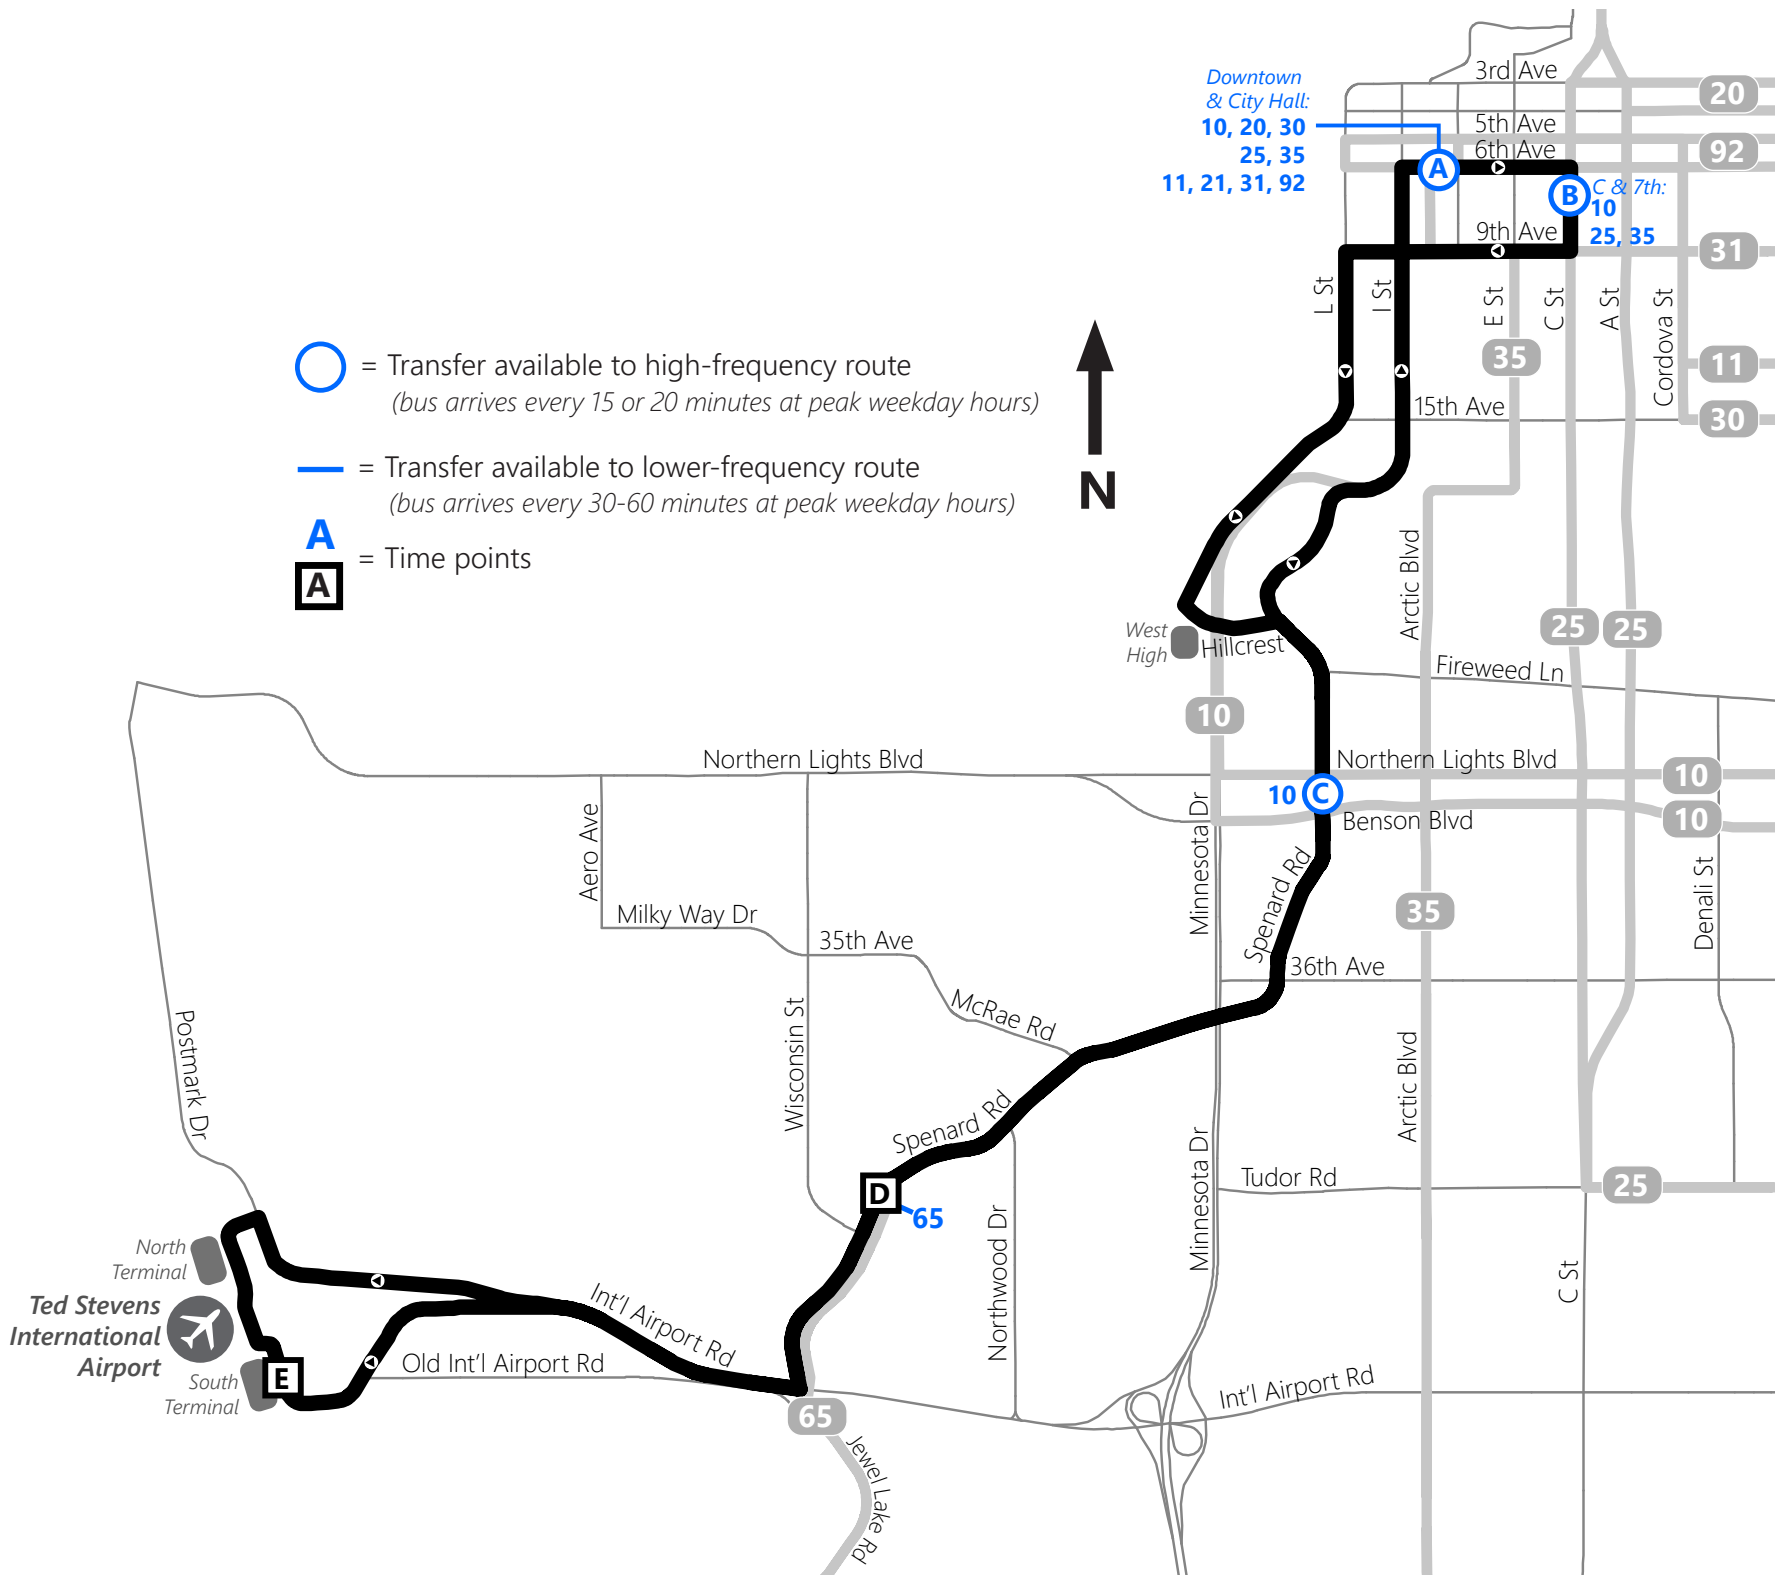 3rd Ave
Downtown
& City Hall:
10, 20, 30
25, 35
11, 21, 31, 92
20
5th Ave
6th Ave
92
A
B
C & 7th:
10
25, 35
9th Ave
31
L St
I St
E St
C St
A St
Cordova St
35
11
15th Ave
30
= Transfer available to high-frequency route
(bus arrives every 15 or 20 minutes at peak weekday hours)
= Transfer available to lower-frequency route
(bus arrives every 30-60 minutes at peak weekday hours)
A
A
= Time points
N
Arctic Blvd
25
25
West
High
Hillcrest
Fireweed Ln
10
Northern Lights Blvd
Northern Lights Blvd
10
10
C
Benson Blvd
10
Aero Ave
Minnesota Dr
Spenard Rd
35
Denali St
Milky Way Dr
35th Ave
36th Ave
McRae Rd
Postmark Dr
Wisconsin St
Arctic Blvd
Spenard Rd
Minnesota Dr
Tudor Rd
25
D
65
Northwood Dr
C St
North
Terminal
Ted Stevens
International
Airport
Int'l Airport Rd
Old Int'l Airport Rd
E
South
Terminal
Int'l Airport Rd
65
Jewel Lake Rd